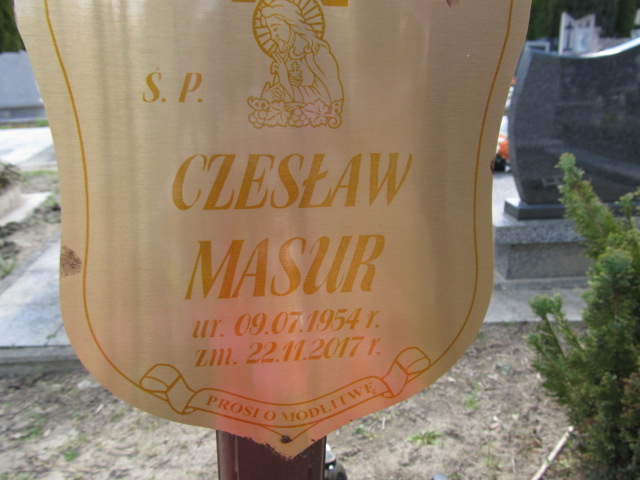 Ś. P.
CZESŁAW
MASUR
ur. 09.07.1954 r.
zm. 22.11.2017 r.
PROSI O MODLITWĘ